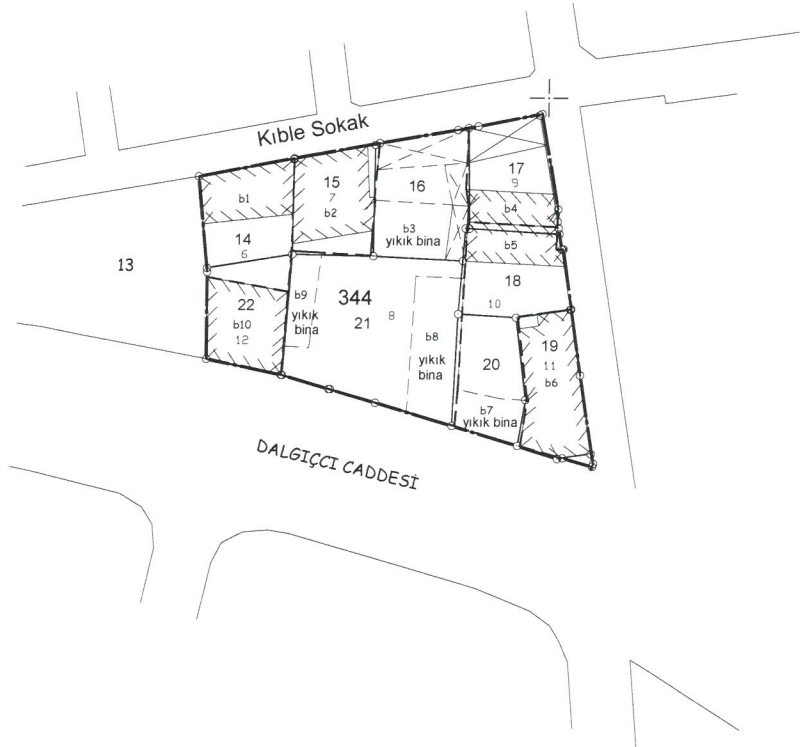 Kıble Sokak
b1
14
6
15
7
b2
16
b3
yıkık bina
17
9
b4
b5
18
10
13
22
b10
12
b9
yıkık
bina
344
21
8
b8
yıkık
bina
20
b7
yıkık bina
19
11
b6
DALGIÇCI CADDESİ